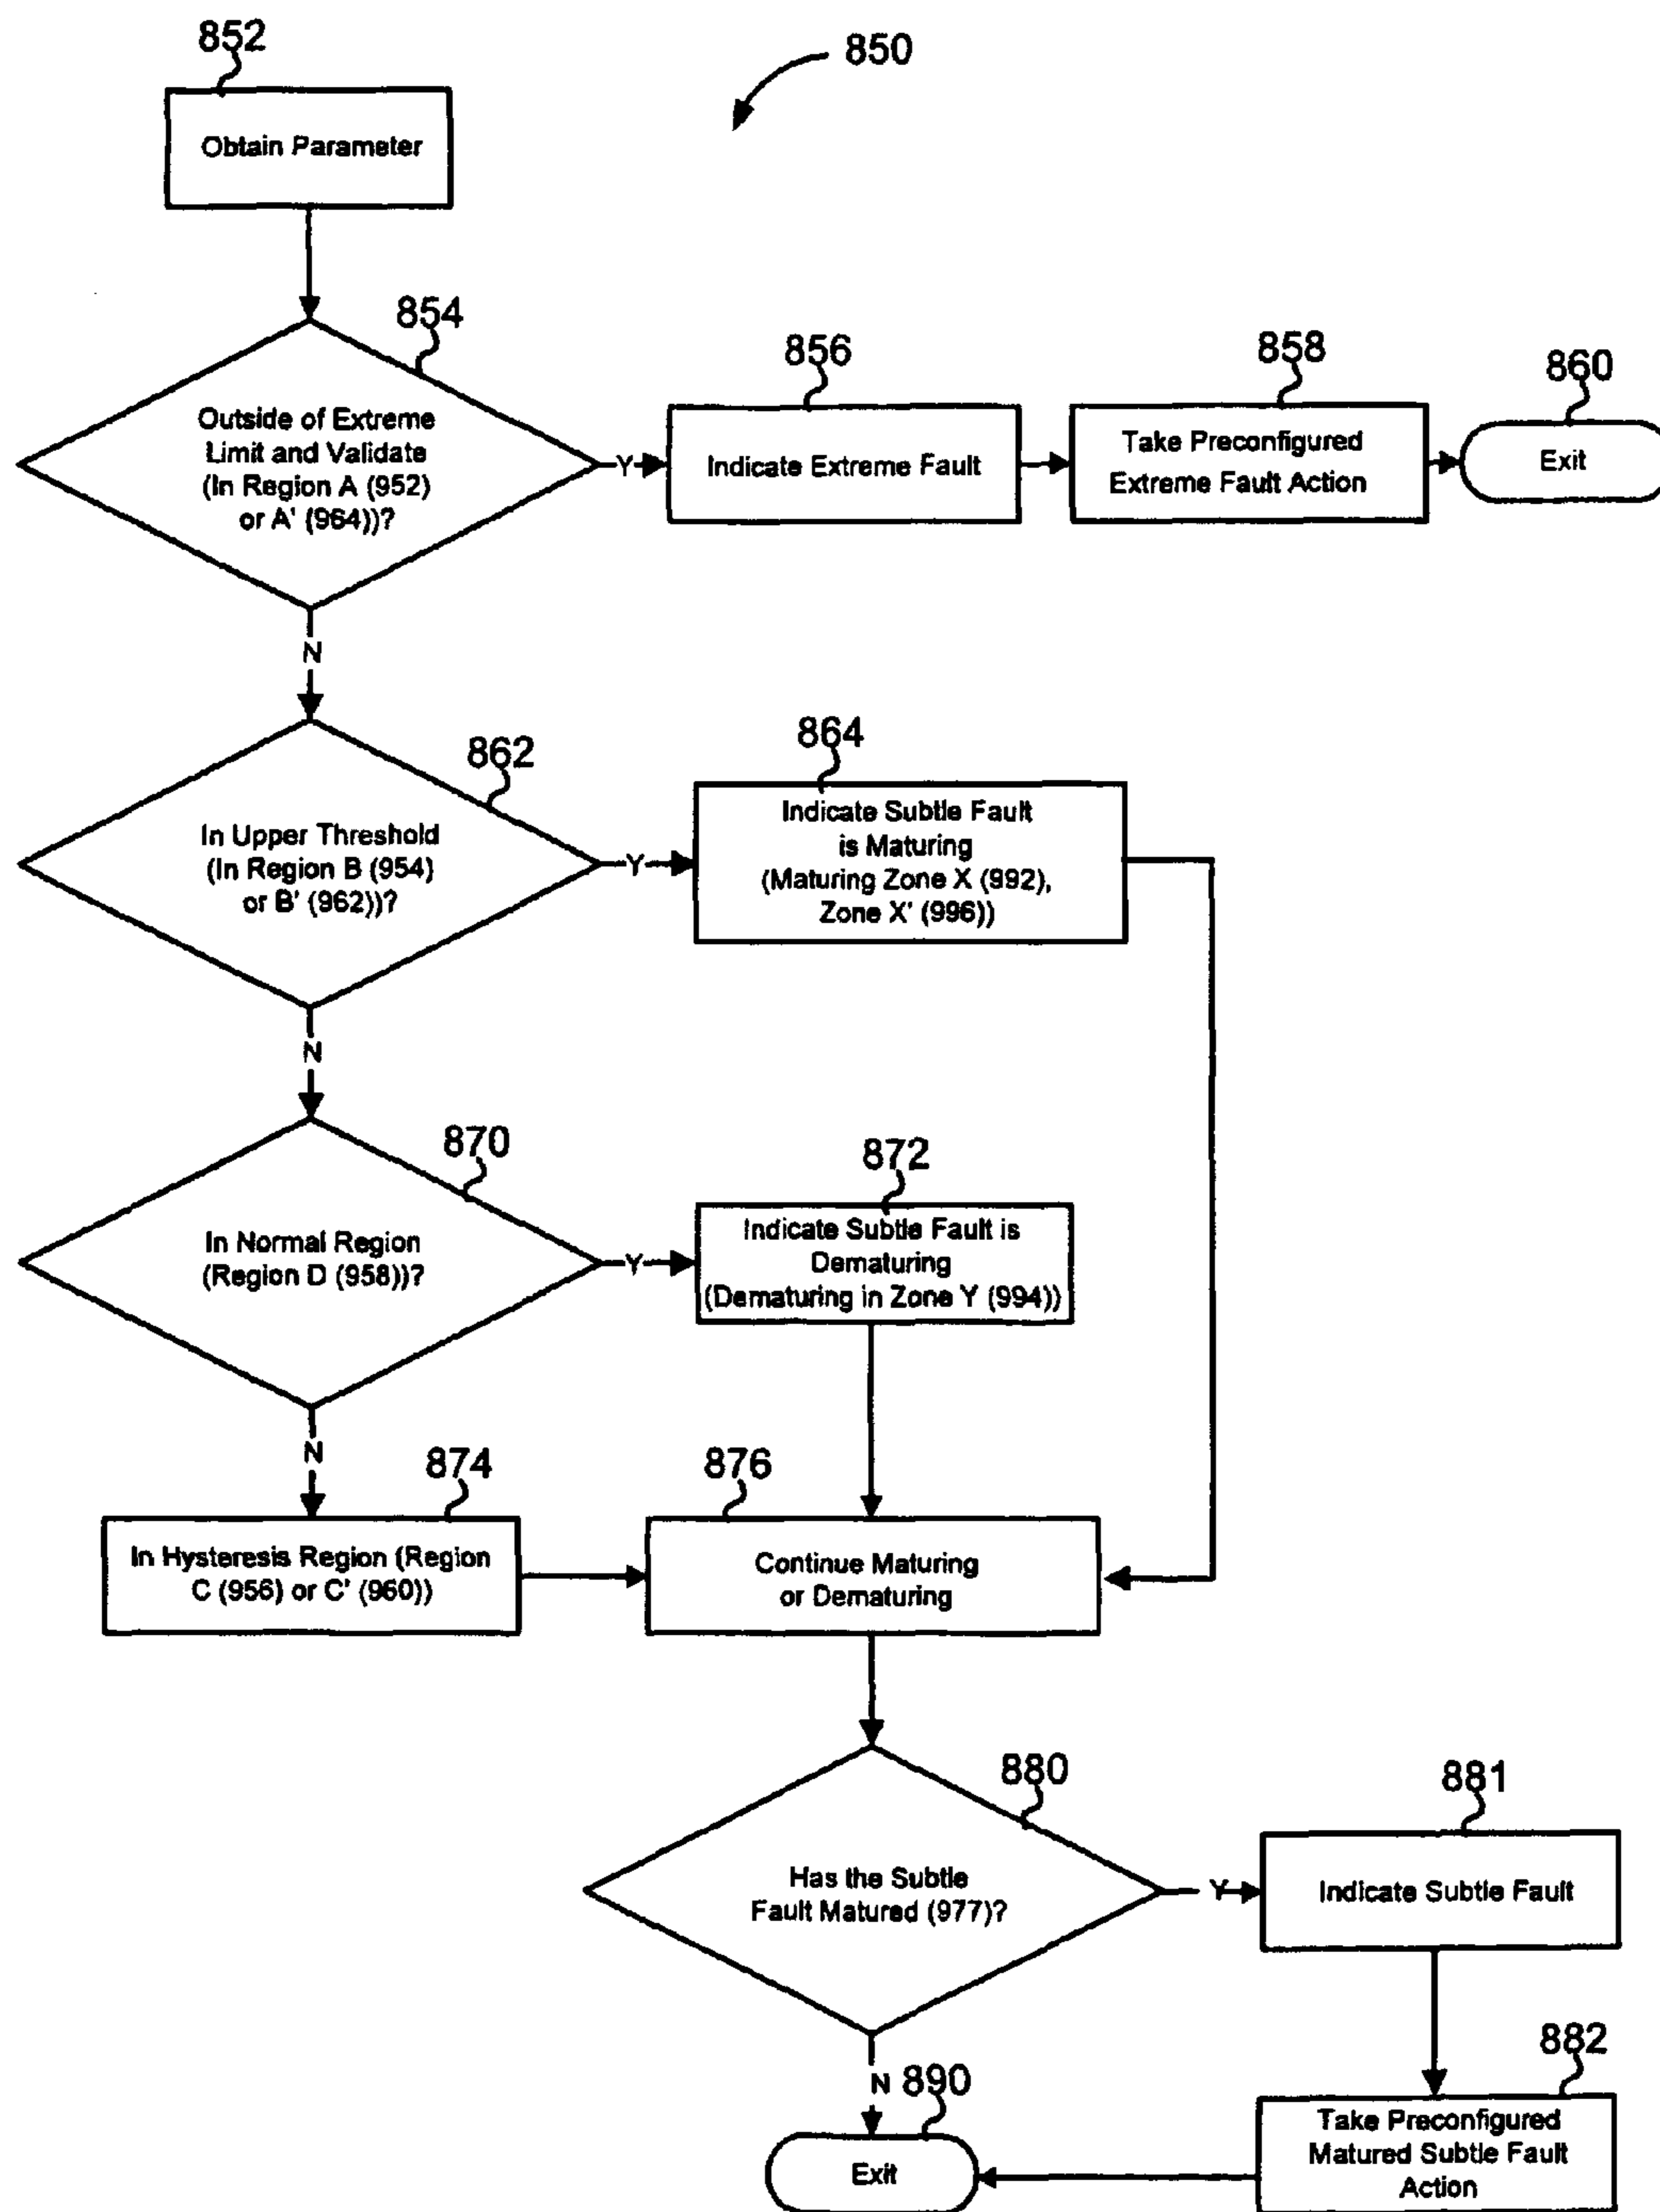 852
850
Obtain Parameter
854
Outside of Extreme
Limit and Validate
(In Region A (952)
or A' (964))?
Y
856
Indicate Extreme Fault
858
Take Preconfigured
Extreme Fault Action
860
Exit
N
862
In Upper Threshold
(In Region B (954)
or B' (962))?
Y
864
Indicate Subtle Fault
is Maturing
(Maturing Zone X (992),
Zone X' (996))
N
870
In Normal Region
(Region D (958))?
Y
872
Indicate Subtle Fault is
Dematuring
(Dematuring in Zone Y (994))
N
874
In Hysteresis Region (Region
C (956) or C' (960))
876
Continue Maturing
or Dematuring
880
Has the Subtle
Fault Matured (977)?
Y
881
Indicate Subtle Fault
882
Take Preconfigured
Matured Subtle Fault
Action
N
890
Exit